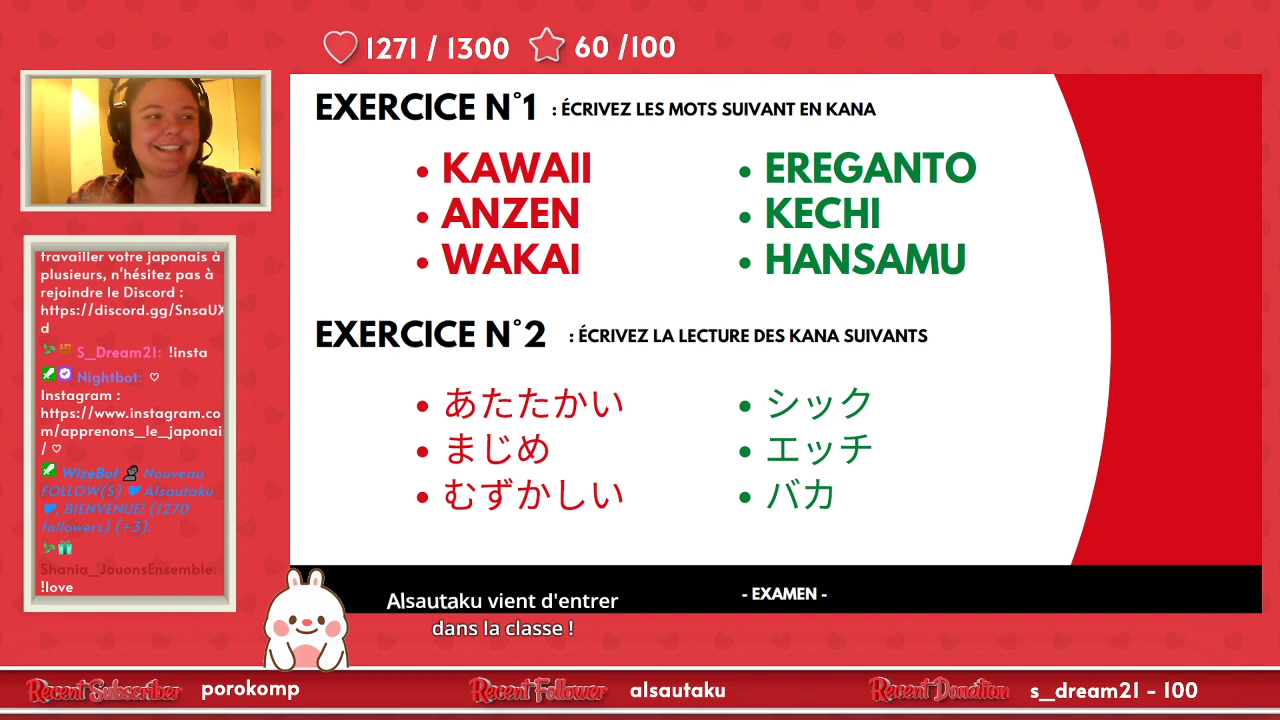 1271 / 1300
60 /100
EXERCICE N°1 : ÉCRIVEZ LES MOTS SUIVANT EN KANA
• KAWAII
• ANZEN
• WAKAI
• EREGANTO
• KECHI
• HANSAMU
EXERCICE N°2 : ÉCRIVEZ LA LECTURE DES KANA SUIVANTS
• あたたかい
• まじめ
• むずかしい
• シック
• エッチ
• バカ
- EXAMEN -
travailler votre japonais à
plusieurs, n'hésitez pas à
rejoindre le Discord :
https://discord.gg/SnsaUX
d
S_Dream21: !insta
Nightbot: ♡
Instagram :
https://www.instagram.co
m/apprenons_le_japonai
/ ♡
WizeBot Nouveau
FOLLOW(S) Alsautaku
, BIENVENUE! (1270
followers) (+3).
Shania_JouonsEnsemble:
!love
Alsautaku vient d'entrer
dans la classe !
Recent Subscriber porokomp
Recent Follower alsautaku
Recent Donation s_dream21 - 100